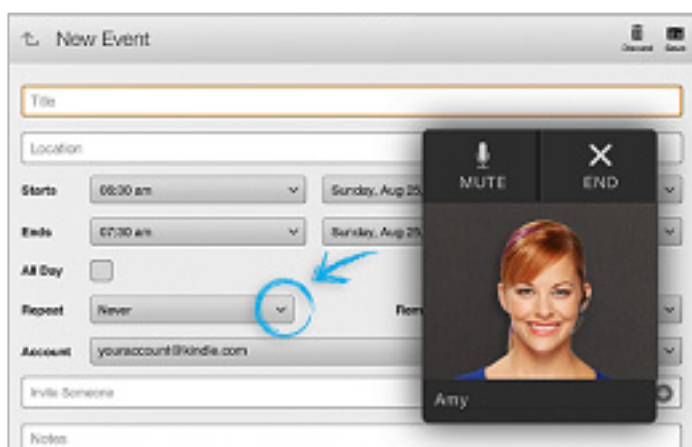 New Event
Discard Save
Title
Location
MUTE END
Starts 06:30 am Sunday, Aug 25,
Ends 07:30 am Sunday, Aug 25,
All Day
Repeat Never Rem
Account youraccount@kindle.com
Invite Someone
Amy
Notes